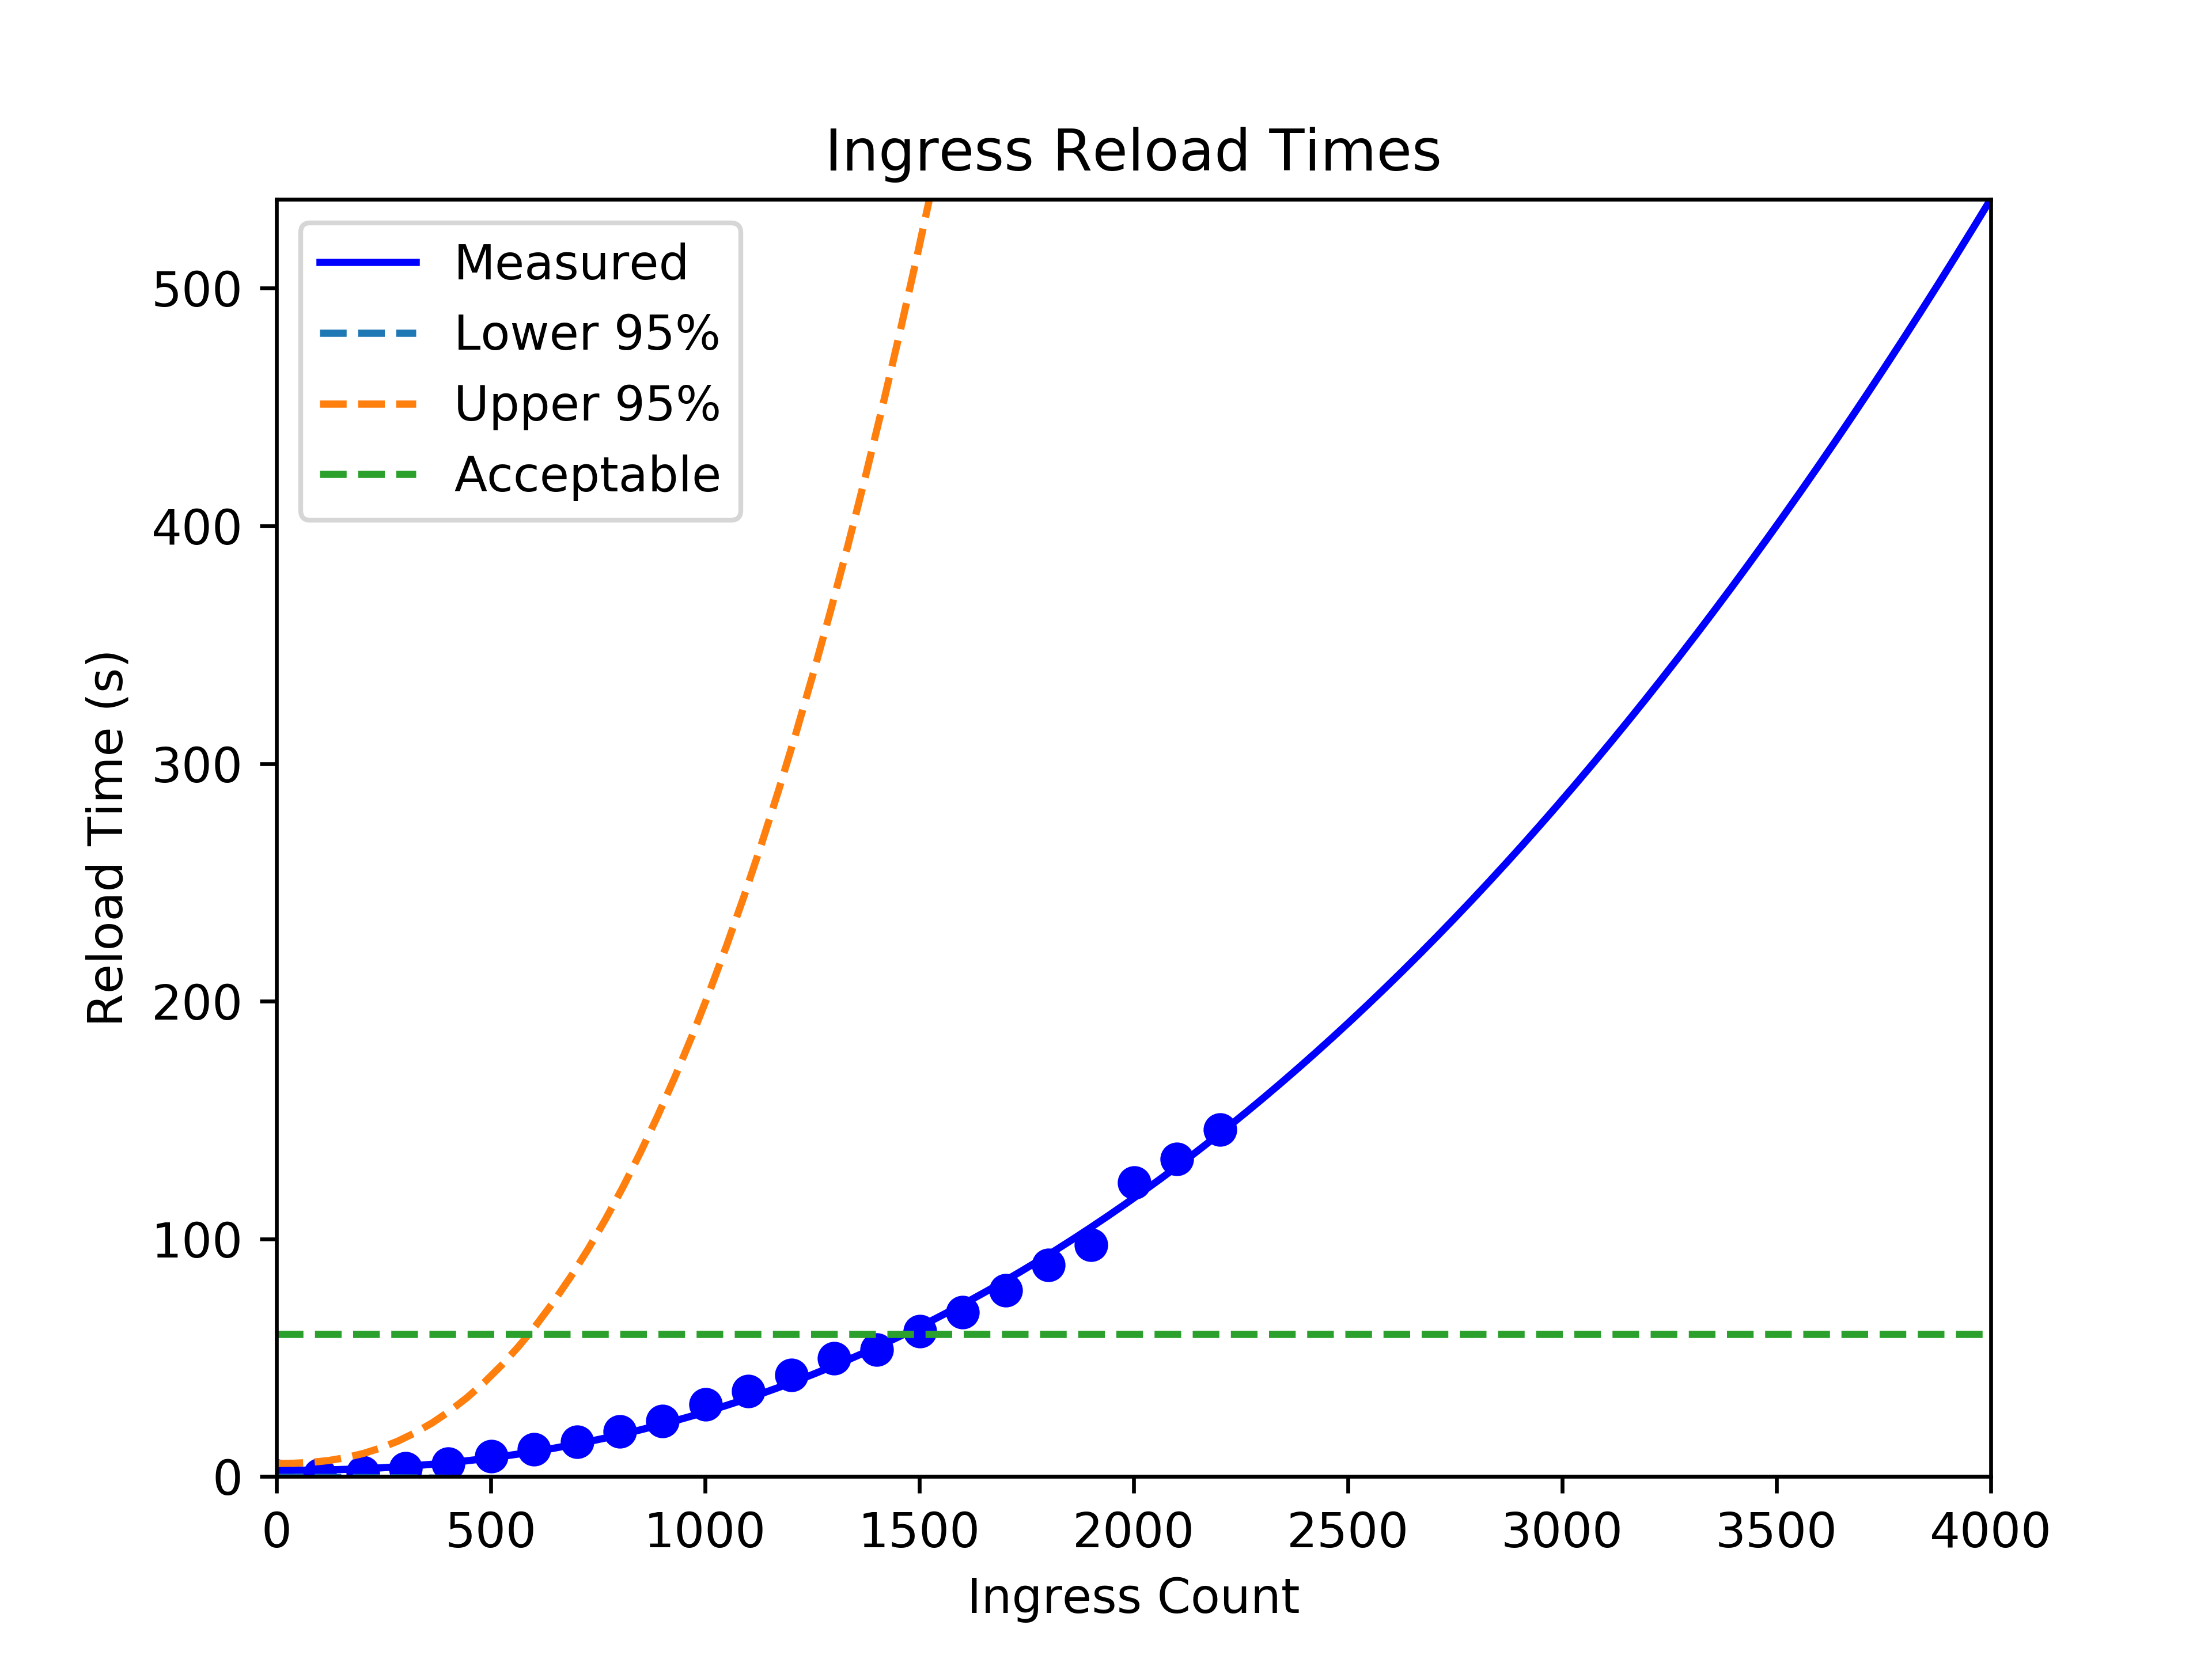 Ingress Reload Times
Measured
Lower 95%
Upper 95%
Acceptable
Reload Time (s)
500
400
300
200
100
0
0 500 1000 1500 2000 2500 3000 3500 4000
Ingress Count